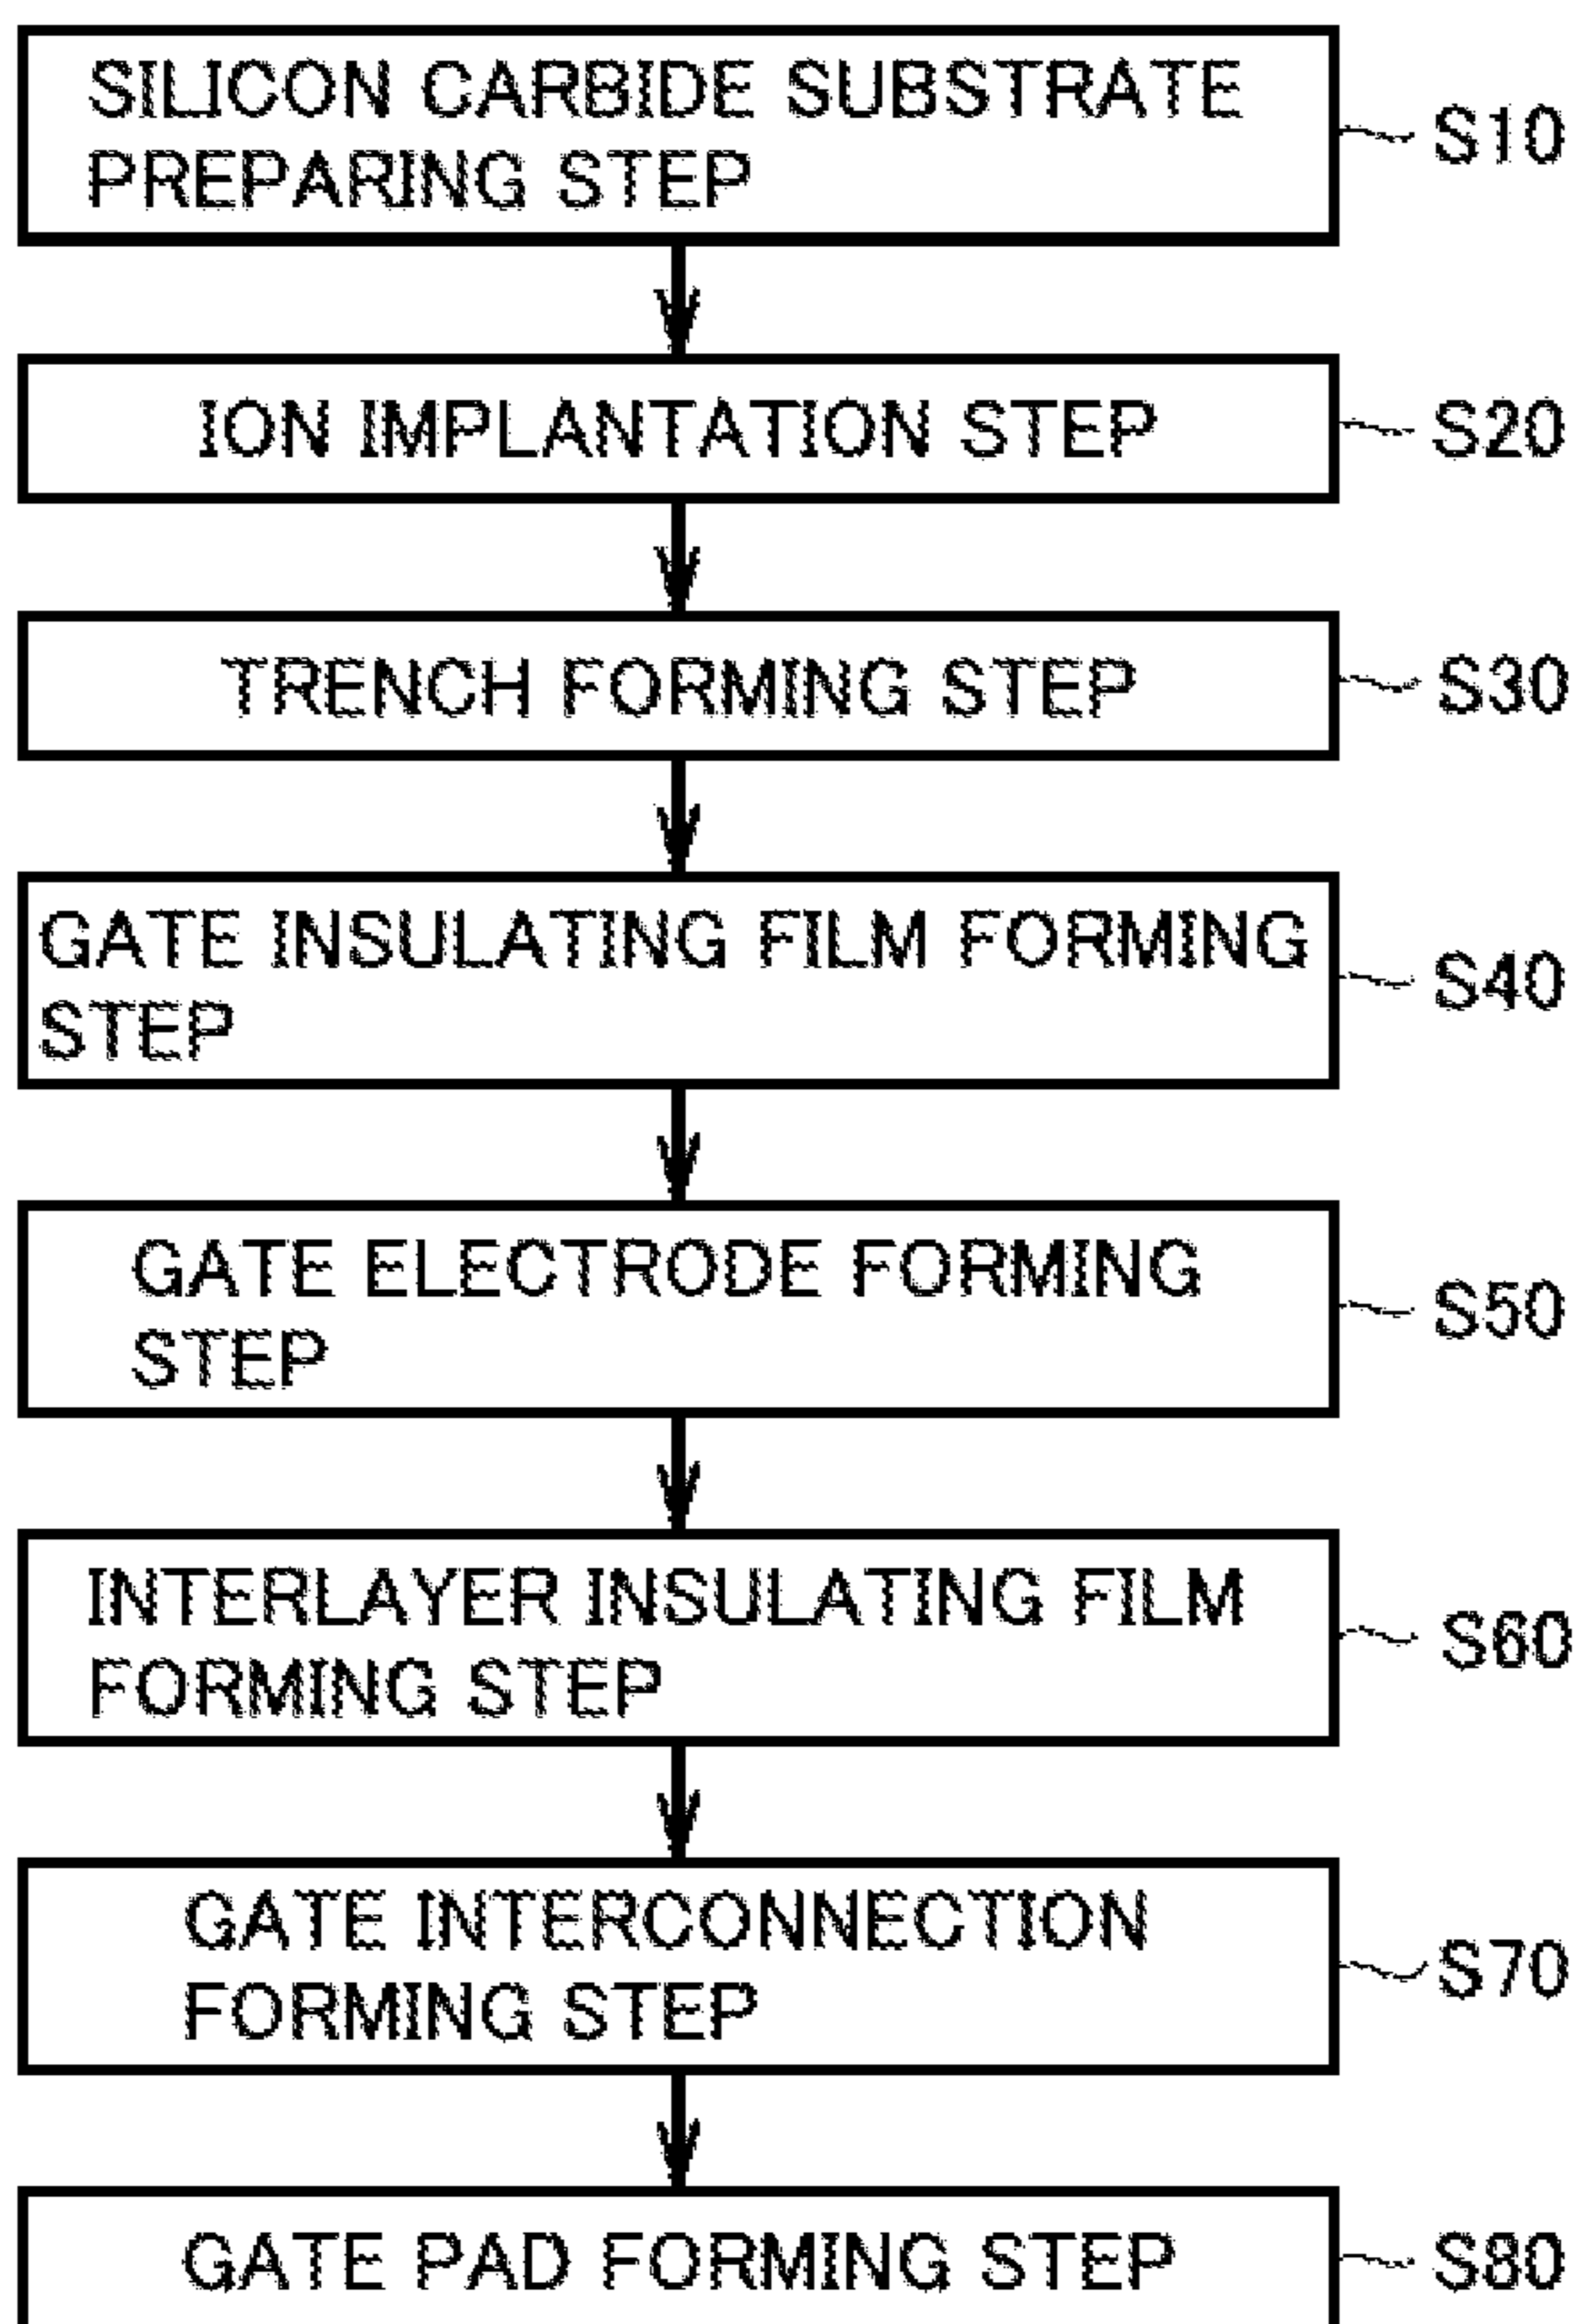 SILICON CARBIDE SUBSTRATE
PREPARING STEP
S10
ION IMPLANTATION STEP
S20
TRENCH FORMING STEP
S30
GATE INSULATING FILM FORMING
STEP
S40
GATE ELECTRODE FORMING
STEP
S50
INTERLAYER INSULATING FILM
FORMING STEP
S60
GATE INTERCONNECTION
FORMING STEP
S70
GATE PAD FORMING STEP
S80